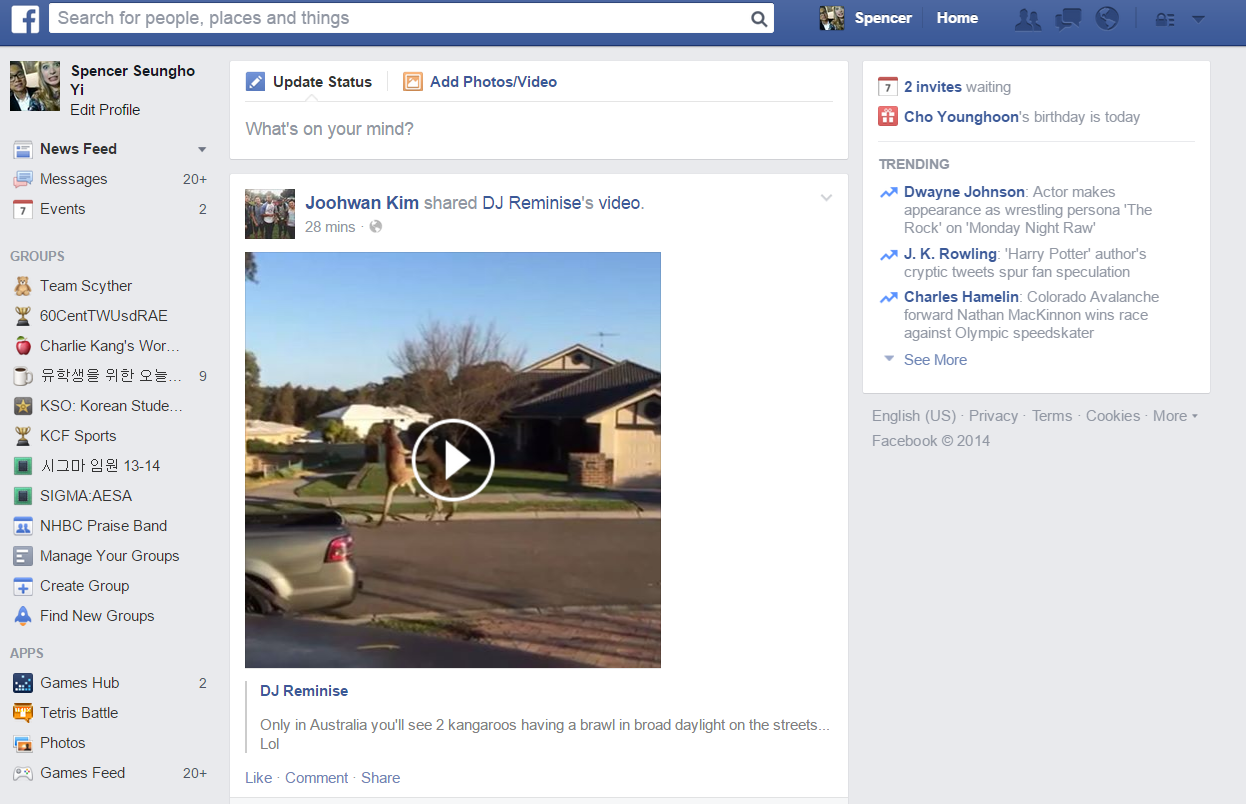 f
Search for people, places and things
Spencer
Home
Spencer Seungho
Yi
Edit Profile
News Feed
Messages 20+
7 Events 2
GROUPS
Team Scyther
60CentTWUsdRAE
Charlie Kang's Wor...
유학생을 위한 오늘... 9
KSO: Korean Stude...
KCF Sports
시그마 임원 13-14
SIGMA:AESA
NHBC Praise Band
Manage Your Groups
Create Group
Find New Groups
APPS
Games Hub 2
Tetris Battle
Photos
Games Feed 20+
Update Status
Add Photos/Video
What's on your mind?
Joohwan Kim shared DJ Reminise's video.
28 mins ·
DJ Reminise
Only in Australia you'll see 2 kangaroos having a brawl in broad daylight on the streets...
Lol
Like · Comment · Share
7 2 invites waiting
Cho Younghoon's birthday is today
TRENDING
Dwayne Johnson: Actor makes
appearance as wrestling persona 'The
Rock' on 'Monday Night Raw'
J. K. Rowling: 'Harry Potter' author's
cryptic tweets spur fan speculation
Charles Hamelin: Colorado Avalanche
forward Nathan MacKinnon wins race
against Olympic speedskater
See More
English (US) · Privacy · Terms · Cookies · More
Facebook © 2014